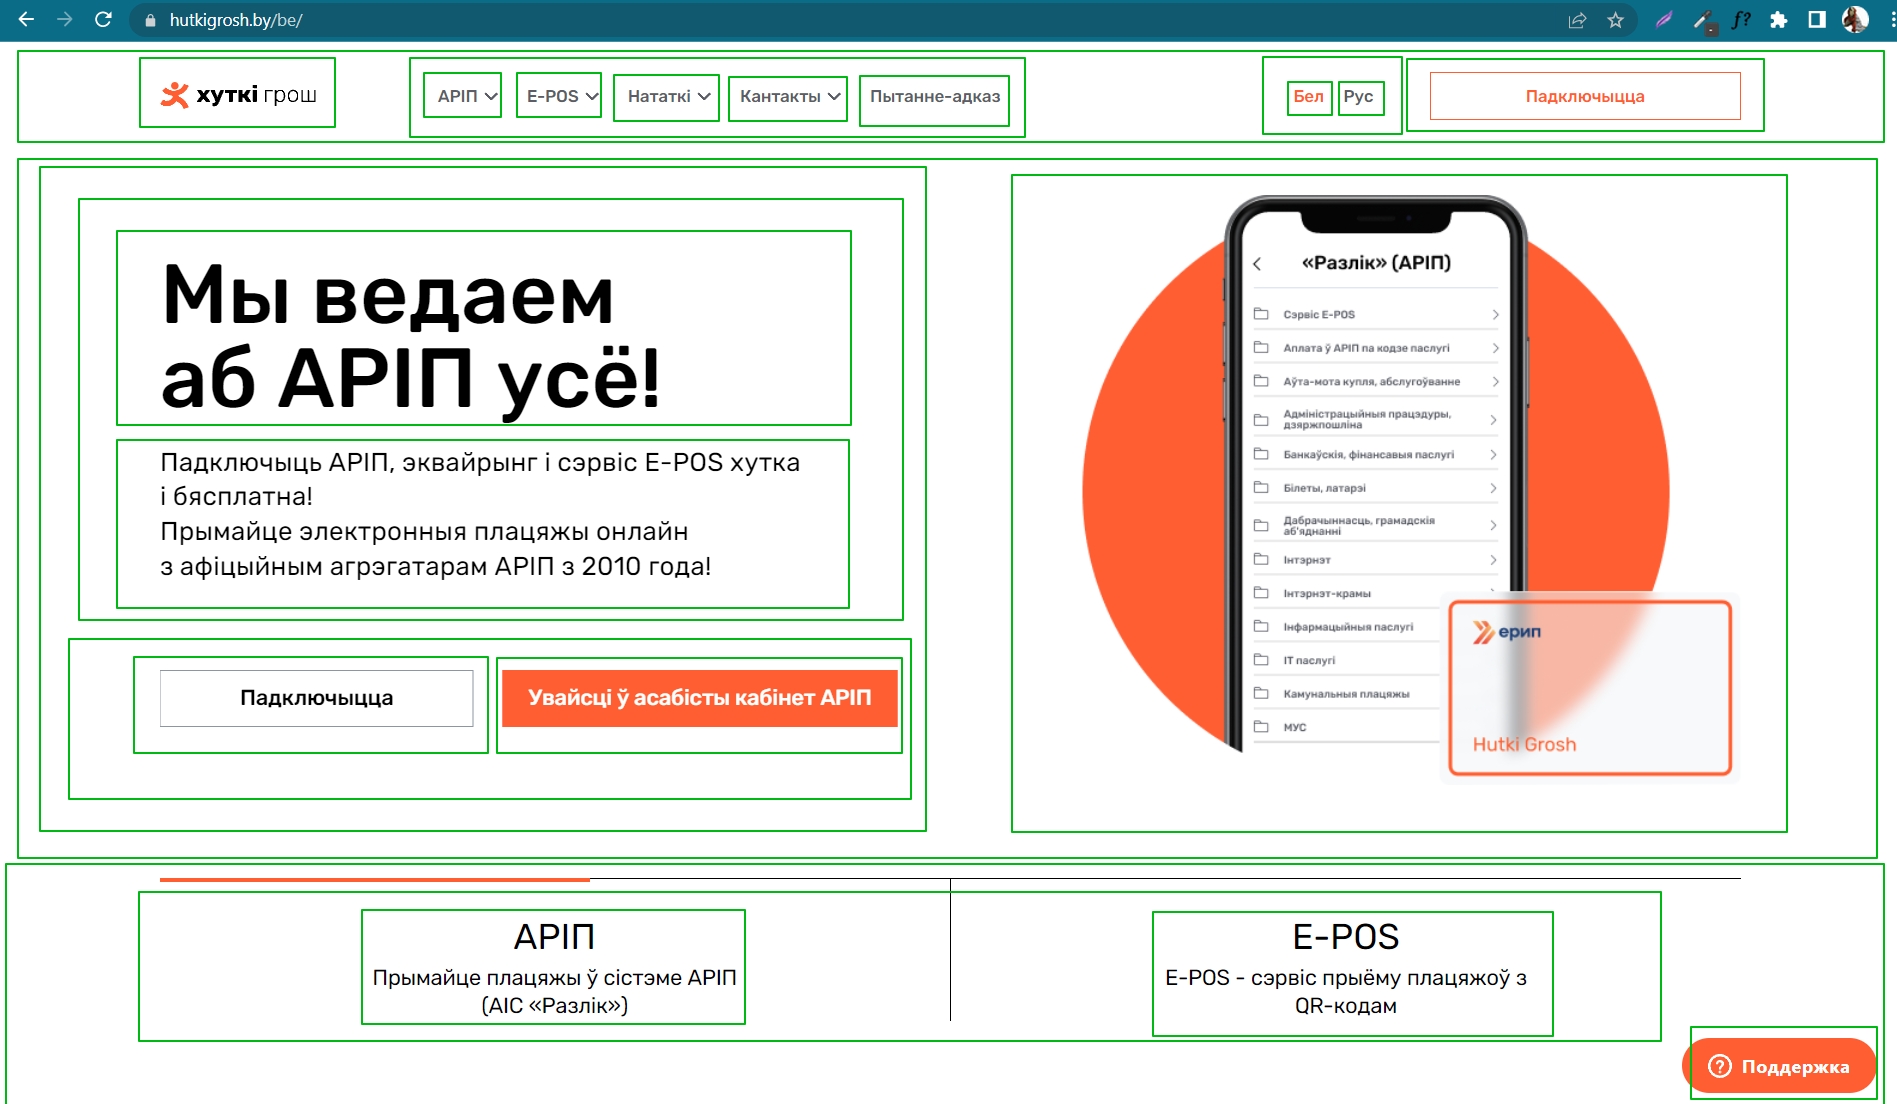 hutkigrosh.by/be/
f?
хуткі грош
АРІП
E-POS
Нататкі
Кантакты
Пытанне-адказ
Бел
Рус
Падключыцца
Мы ведаем
аб АРІП усё!
Падключыць АРІП, эквайрынг і сэрвіс E-POS хутка
і бясплатна!
Прымайце электронныя плацяжы онлайн
з афіцыйным агрэгатарам АРІП з 2010 года!
Падключыцца
Увайсці ў асабісты кабінет АРІП
«Разлік» (АРІП)
Сэрвіс E-POS
Аплата ў АРІП па кодзе паслугі
Аўта-мота купля, абслугоўванне
Адміністрацыйныя працэдуры,
дзяржпошліна
Банкаўскія, фінансавыя паслугі
Білеты, латарэі
Дабрачыннасць, грамадскія
аб'яднанні
Інтэрнэт
Інтэрнэт-крамы
Інфармацыйныя паслугі
IT паслугі
Камунальныя плацяжы
МУС
ерип
Hutki Grosh
АРІП
Прымайце плацяжы ў сістэме АРІП
(АІС «Разлік»)
E-POS
E-POS - сэрвіс прыёму плацяжоў з
QR-кодам
Поддержка